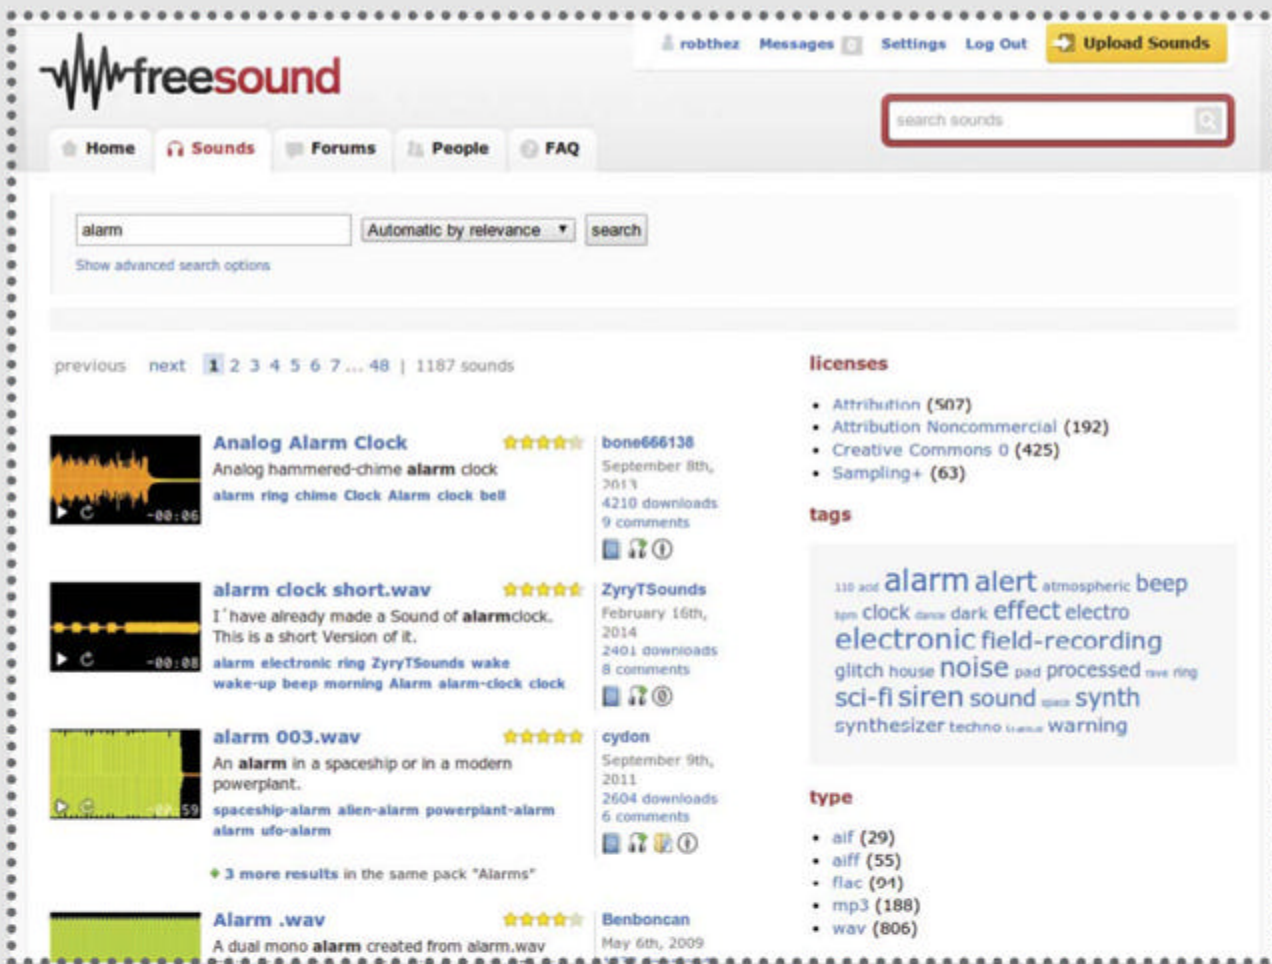 freesound
robthez Messages 0 Settings Log Out Upload Sounds
search sounds
Home Sounds Forums People FAQ
alarm Automatic by relevance search
Show advanced search options
previous next 1 2 3 4 5 6 7 ... 48 | 1187 sounds
Analog Alarm Clock
Analog hammered-chime alarm clock
alarm ring chime Clock Alarm clock bell
-00:06
bone666138
September 8th,
2013
4210 downloads
9 comments
alarm clock short.wav
I´have already made a Sound of alarmclock.
This is a short Version of it.
alarm electronic ring ZyryTSounds wake
wake-up beep morning Alarm alarm-clock clock
-00:08
ZyryTSounds
February 16th,
2014
2401 downloads
8 comments
alarm 003.wav
An alarm in a spaceship or in a modern
powerplant.
spaceship-alarm alien-alarm powerplant-alarm
alarm ufo-alarm
cydon
September 9th,
2011
2604 downloads
6 comments
3 more results in the same pack "Alarms"
Alarm .wav
A dual mono alarm created from alarm.wav
Benboncan
May 6th, 2009
licenses
Attribution (507)
Attribution Noncommercial (192)
Creative Commons 0 (425)
Sampling+ (63)
tags
110 acid alarm alert atmospheric beep
bpm clock dance dark effect electro
electronic field-recording
glitch house noise pad processed rave ring
sci-fi siren sound space synth
synthesizer techno warning
type
aif (29)
aiff (55)
flac (94)
mp3 (188)
wav (806)